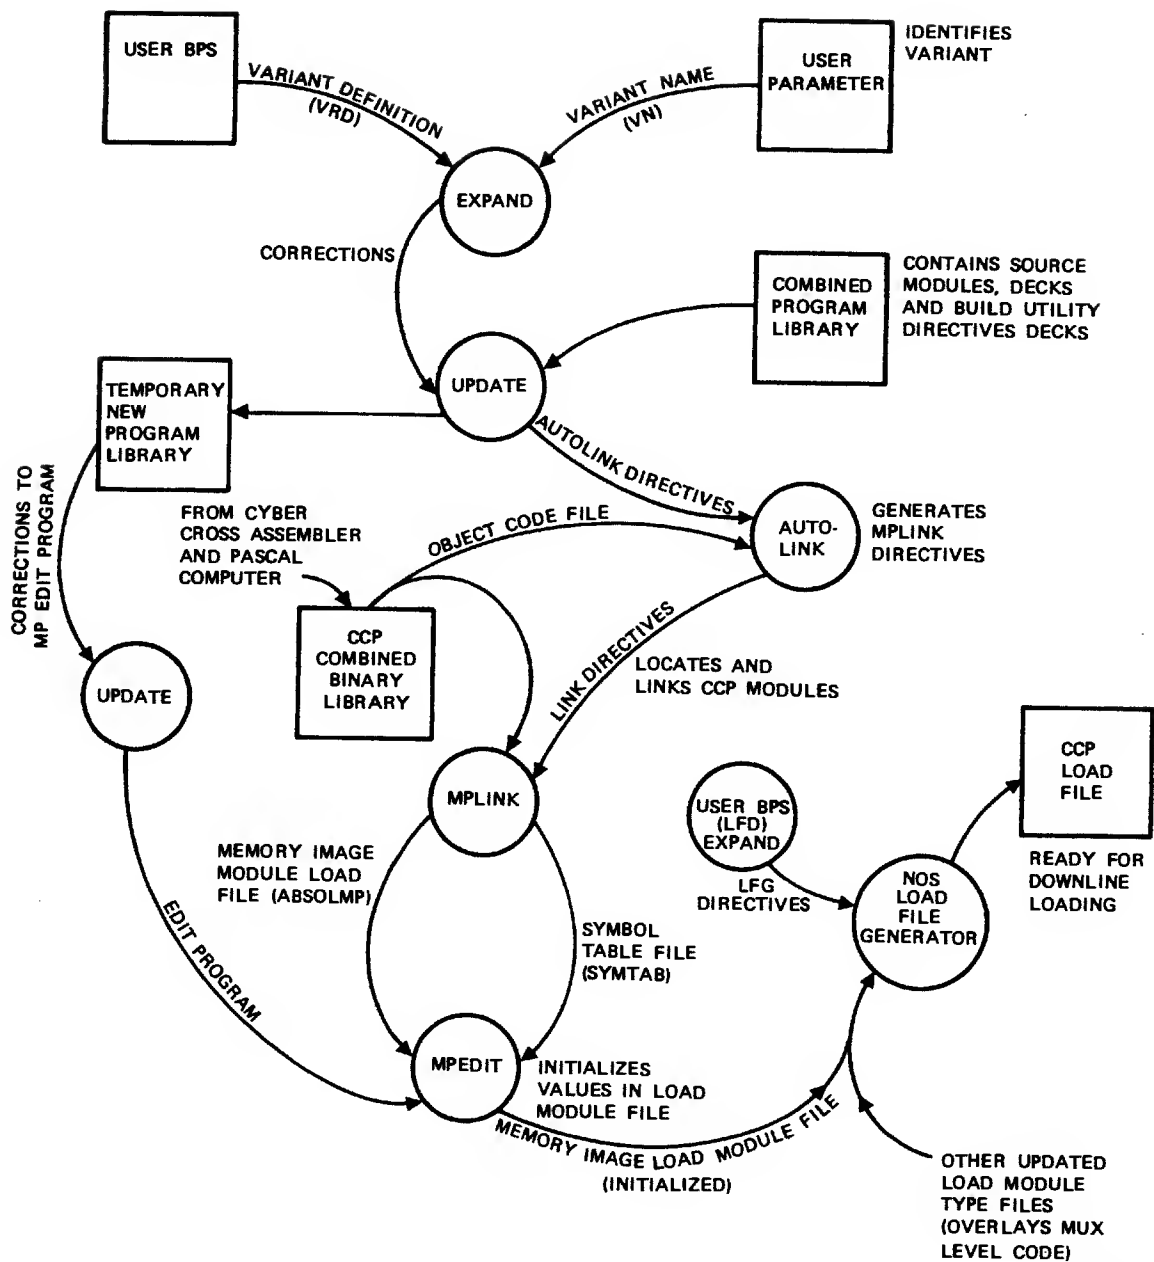 USER BPS
VARIANT DEFINITION
(VRD)
VARIANT NAME
(VN)
USER
PARAMETER
IDENTIFIES
VARIANT
EXPAND
CORRECTIONS
COMBINED
PROGRAM
LIBRARY
CONTAINS SOURCE
MODULES, DECKS
AND BUILD UTILITY
DIRECTIVES DECKS
UPDATE
TEMPORARY
NEW
PROGRAM
LIBRARY
AUTOLINK DIRECTIVES
CORRECTIONS TO
MP EDIT PROGRAM
FROM CYBER
CROSS ASSEMBLER
AND PASCAL
COMPUTER
OBJECT CODE FILE
AUTO-
LINK
GENERATES
MPLINK
DIRECTIVES
CCP
COMBINED
BINARY
LIBRARY
LINK DIRECTIVES
LOCATES AND
LINKS CCP MODULES
UPDATE
MPLINK
USER BPS
(LFD)
EXPAND
LFG
DIRECTIVES
CCP
LOAD
FILE
READY FOR
DOWNLINE
LOADING
NOS
LOAD
FILE
GENERATOR
MEMORY IMAGE
MODULE LOAD
FILE (ABSOLMP)
SYMBOL
TABLE FILE
(SYMTAB)
EDIT PROGRAM
MPEDIT
INITIALIZES
VALUES IN LOAD
MODULE FILE
MEMORY IMAGE LOAD MODULE FILE
(INITIALIZED)
OTHER UPDATED
LOAD MODULE
TYPE FILES
(OVERLAYS MUX
LEVEL CODE)